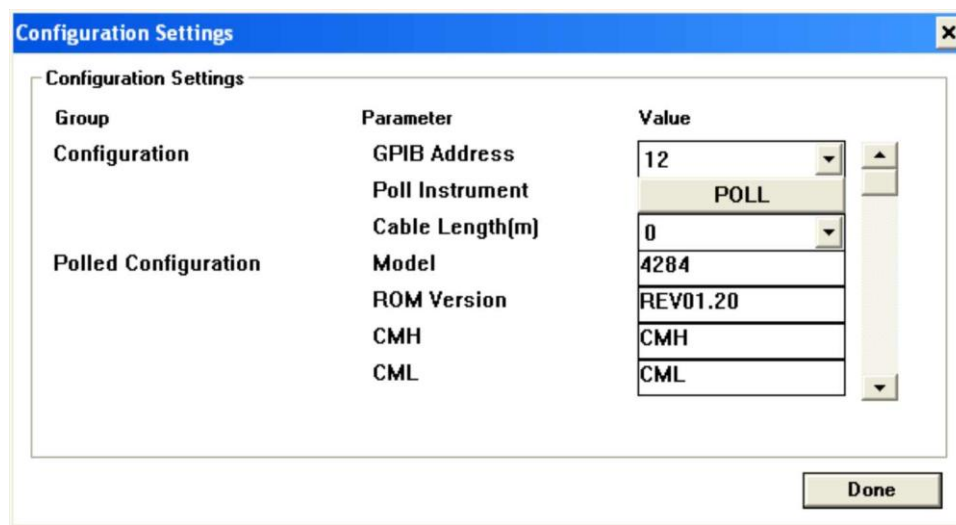 Configuration Settings
Configuration Settings
Group Parameter Value
Configuration GPIB Address 12
Poll Instrument POLL
Cable Length(m) 0
Polled Configuration Model 4284
ROM Version REV01.20
CMH CMH
CML CML
Done